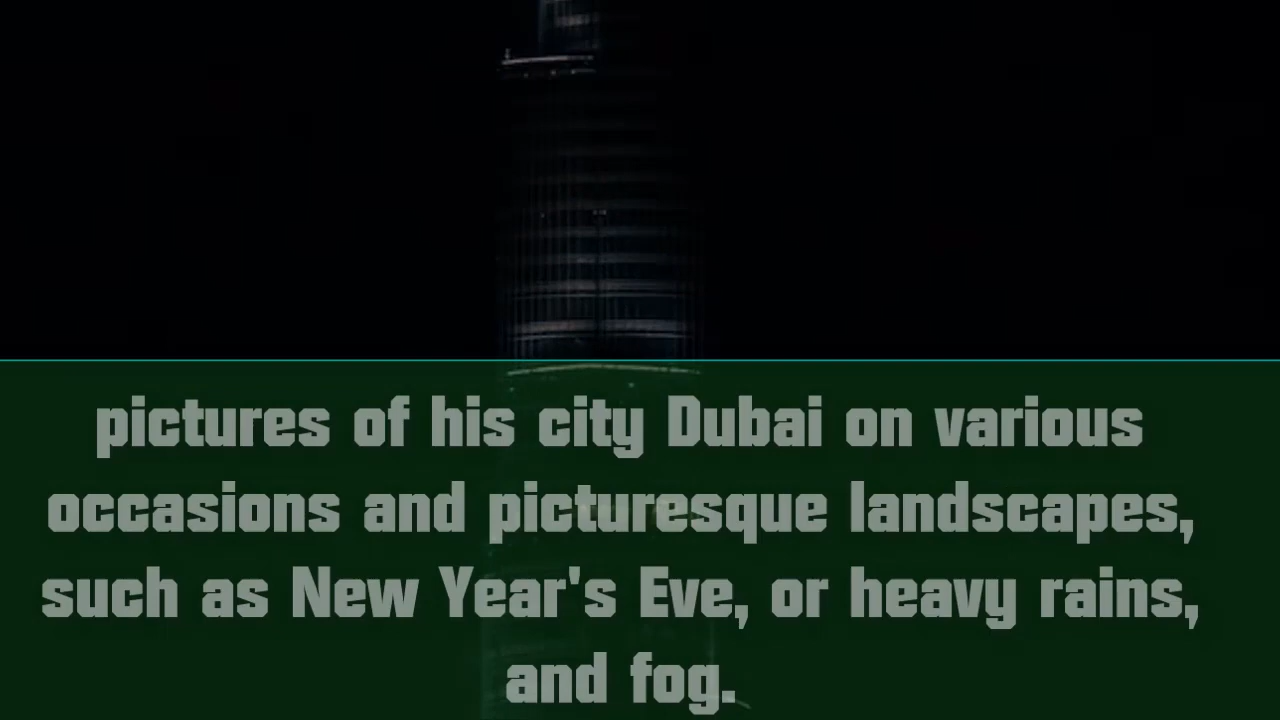 pictures of his city Dubai on various
occasions and picturesque landscapes,
such as New Year's Eve, or heavy rains,
and fog.